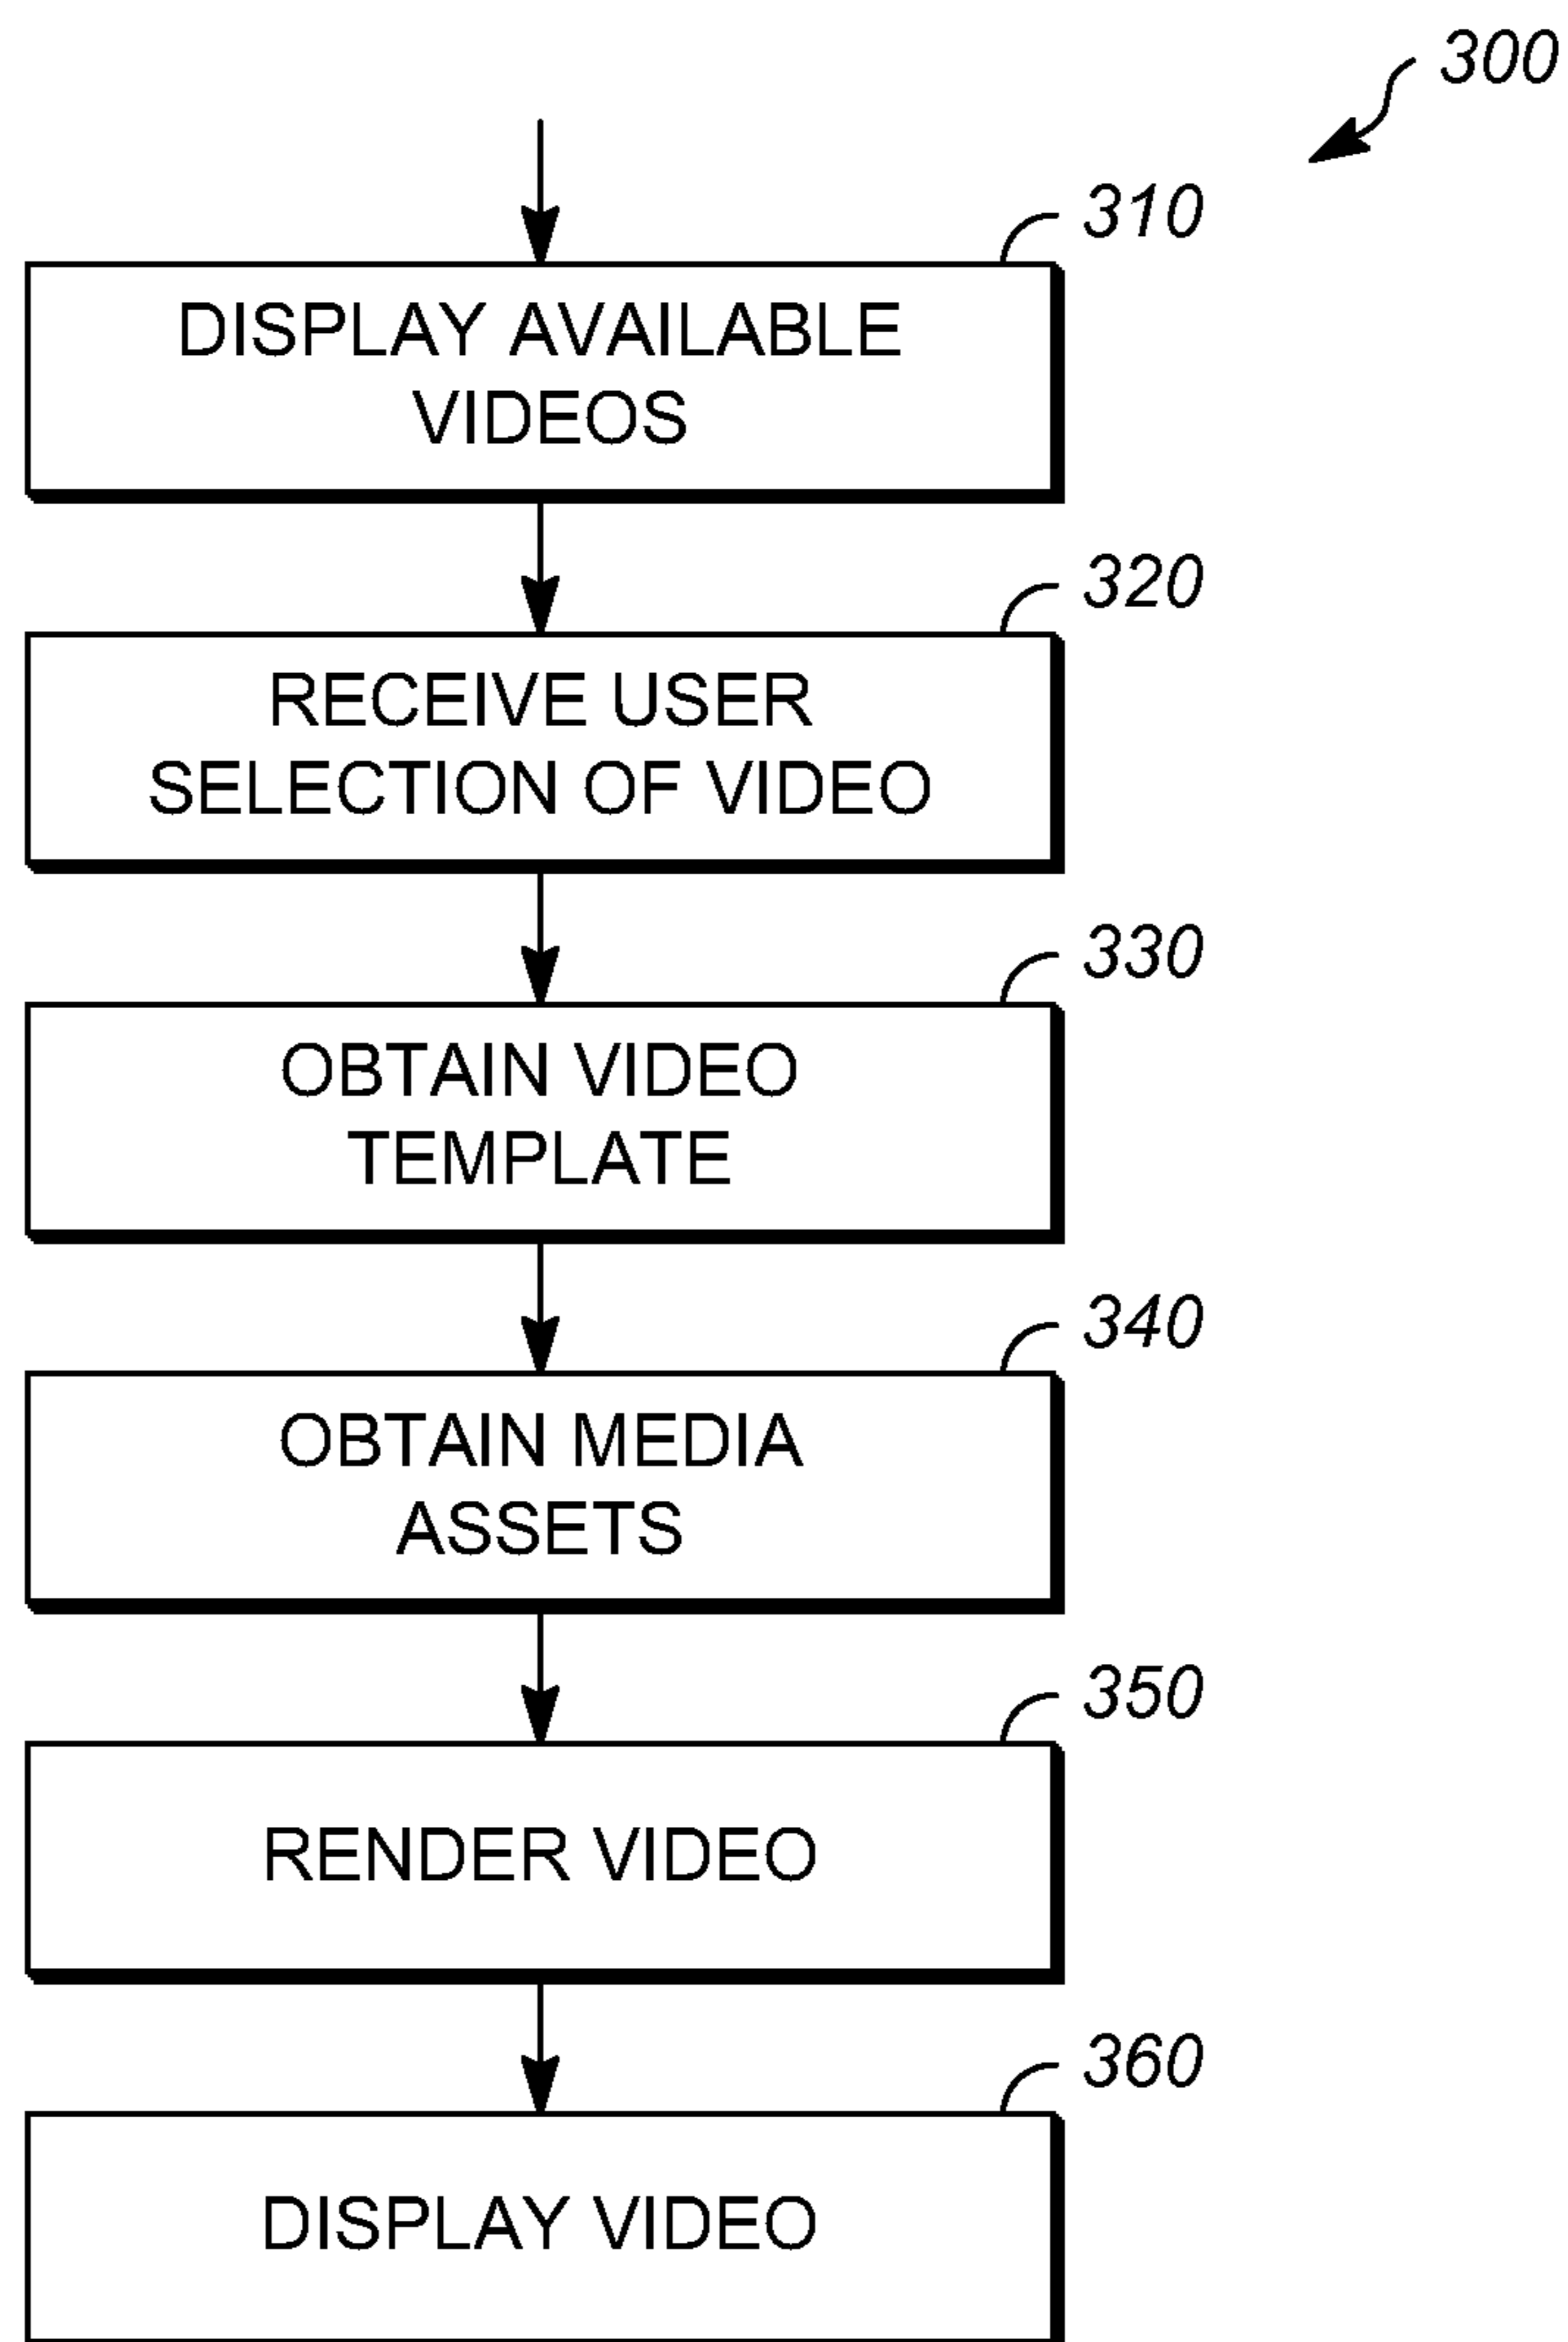 300
310
DISPLAY AVAILABLE
VIDEOS
320
RECEIVE USER
SELECTION OF VIDEO
330
OBTAIN VIDEO
TEMPLATE
340
OBTAIN MEDIA
ASSETS
350
RENDER VIDEO
360
DISPLAY VIDEO